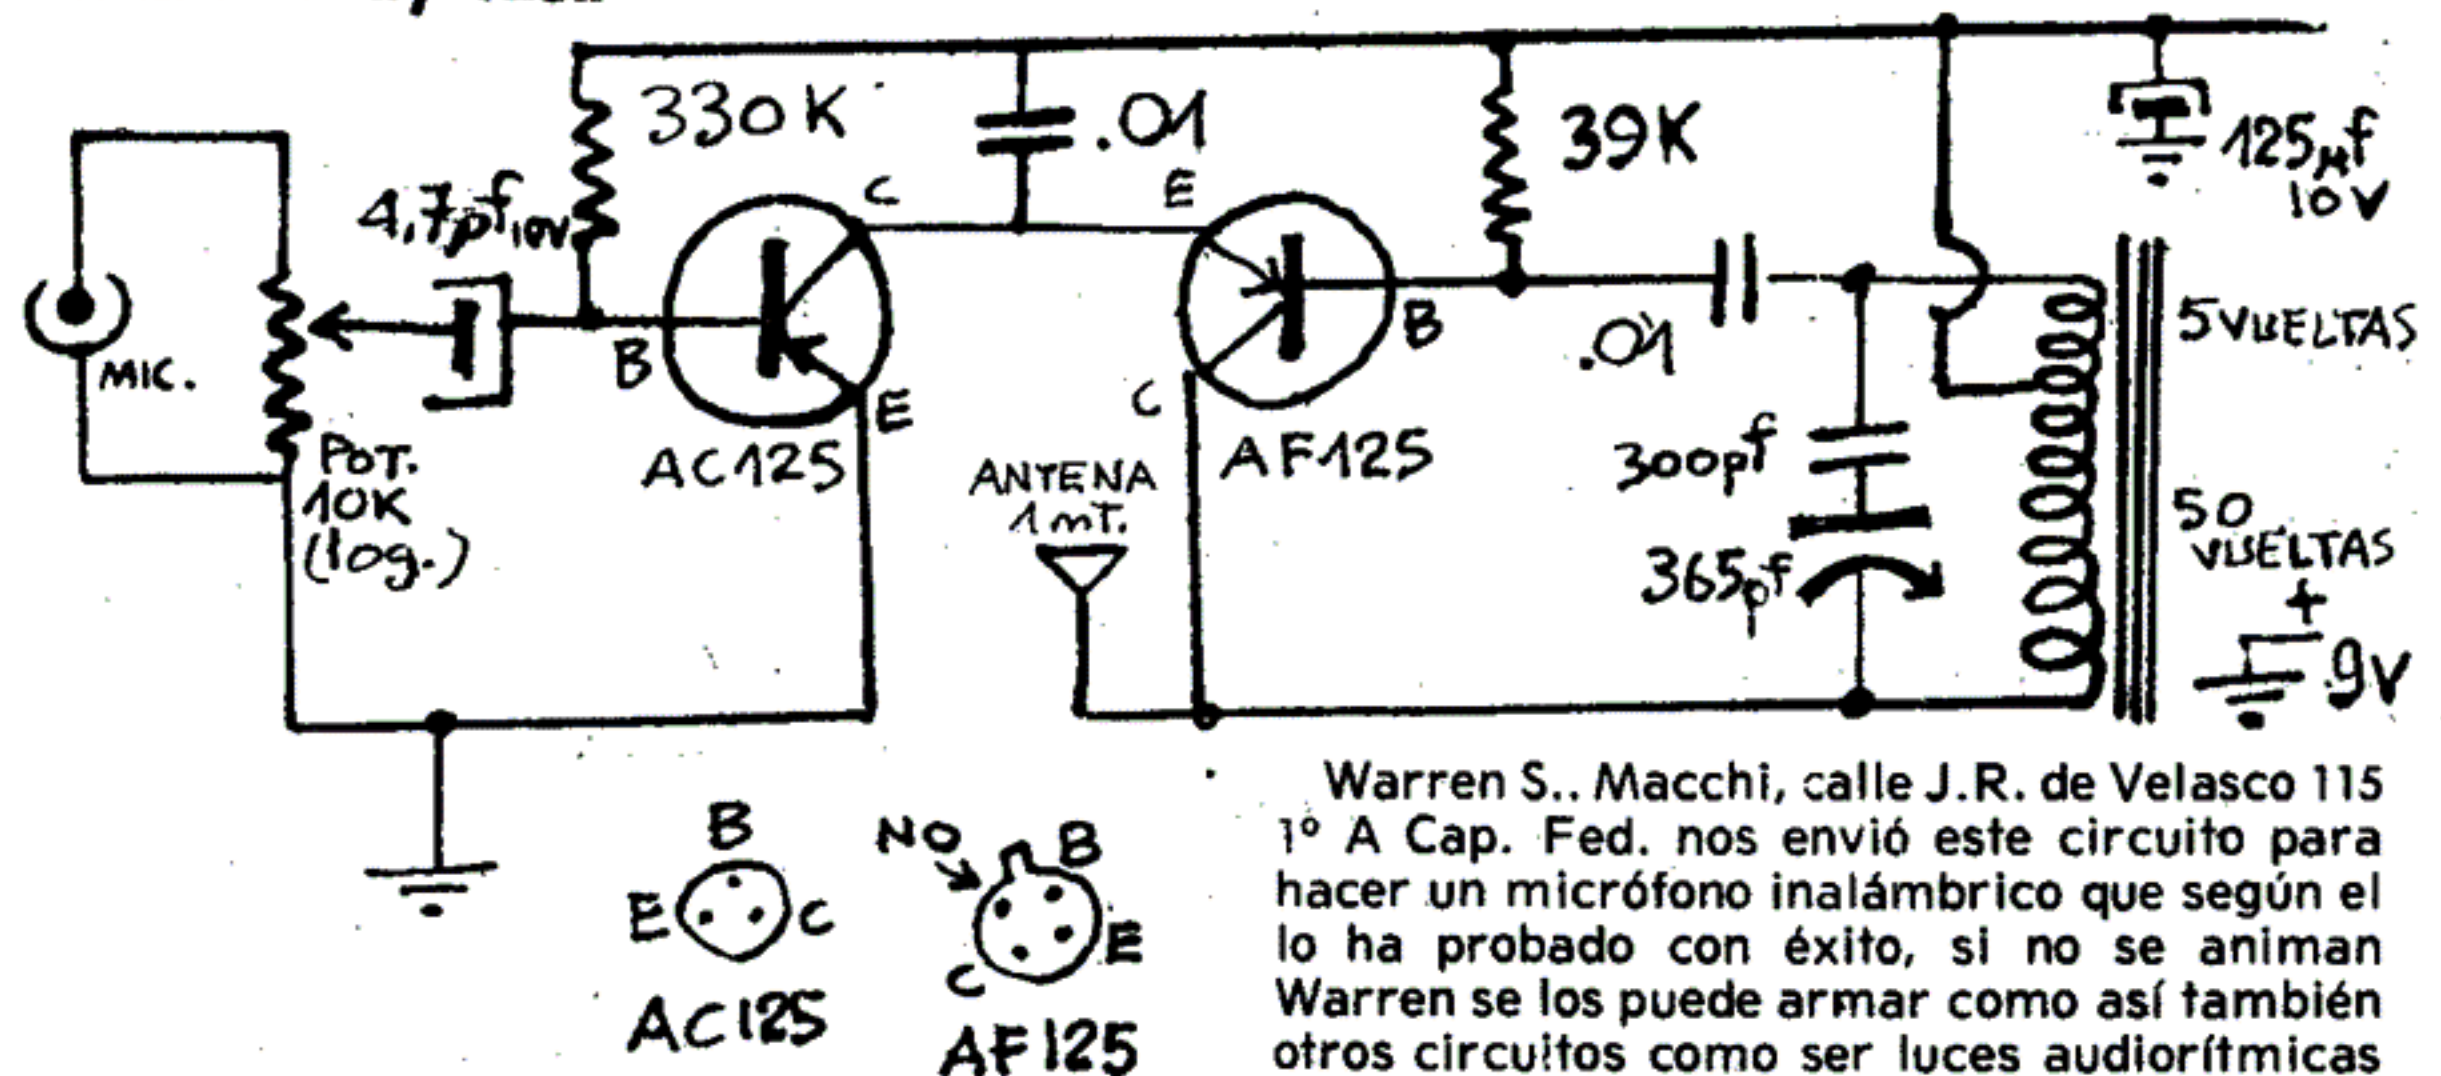 330K
.01
39K
125µf
10V
4,7pf 10V
C
E
B
E
MIC.
POT.
10K
(log.)
AC125
C
B
AF125
.01
ANTENA
1 mT.
300pf
365pf
5 VUELTAS
50
VUELTAS
+
9V
B
E
C
AC125
NO
B
E
C
AF125
Warren S.. Macchi, calle J.R. de Velasco 115
1º A Cap. Fed. nos envió este circuito para
hacer un micrófono inalámbrico que según el
lo ha probado con éxito, si no se animan
Warren se los puede armar como así también
otros circuitos como ser luces audiorítmicas